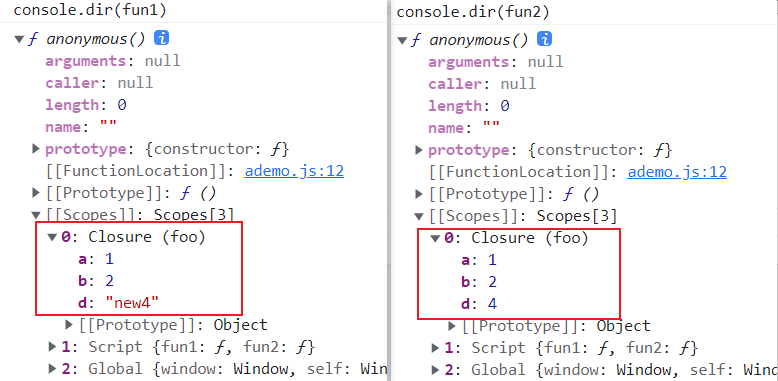 console.dir(fun1)
▼ ƒ anonymous() i
arguments: null
caller: null
length: 0
name: ""
▶ prototype: {constructor: ƒ}
[[FunctionLocation]]: ademo.js:12
▶ [[Prototype]]: ƒ ()
▼ [[Scopes]]: Scopes[3]
▼ 0: Closure (foo)
a: 1
b: 2
d: "new4"
▶ [[Prototype]]: Object
▶ 1: Script {fun1: ƒ, fun2: ƒ}
▶ 2: Global {window: Window, self: Win
console.dir(fun2)
▼ ƒ anonymous() i
arguments: null
caller: null
length: 0
name: ""
▶ prototype: {constructor: ƒ}
[[FunctionLocation]]: ademo.js:12
▶ [[Prototype]]: ƒ ()
▼ [[Scopes]]: Scopes[3]
▼ 0: Closure (foo)
a: 1
b: 2
d: 4
▶ [[Prototype]]: Object
▶ 1: Script {fun1: ƒ, fun2: ƒ}
▶ 2: Global {window: Window, self: Win